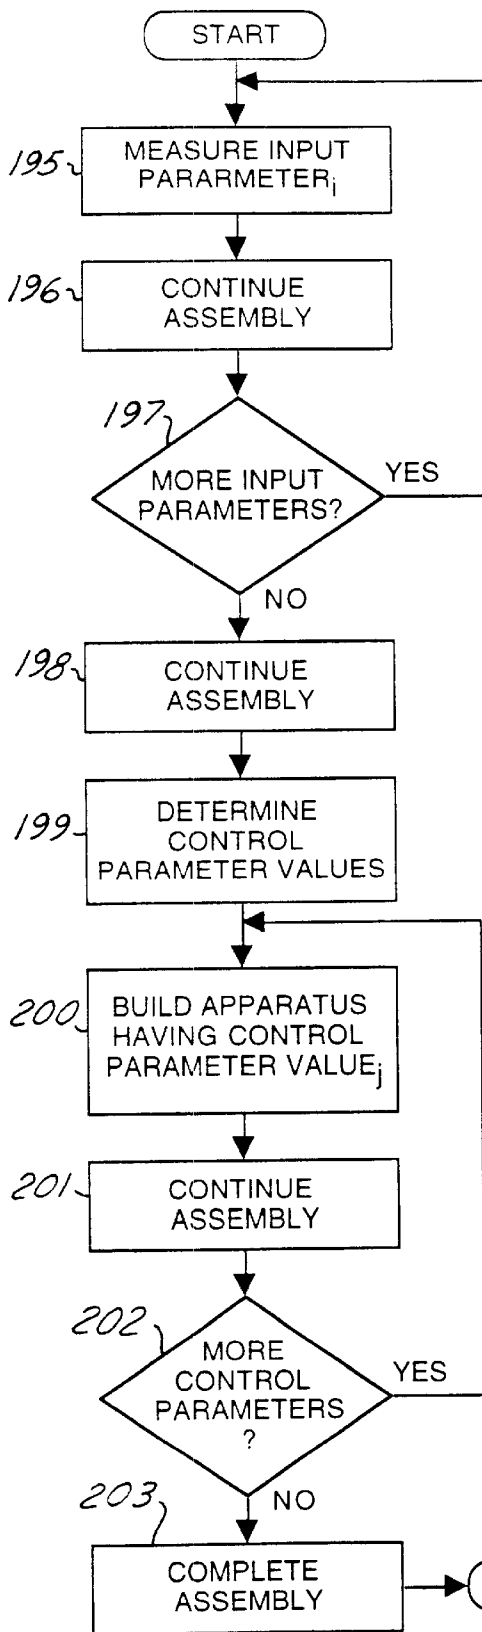 START
195
MEASURE INPUT
PARARMETERi
196
CONTINUE
ASSEMBLY
197
MORE INPUT
PARAMETERS?
YES
NO
198
CONTINUE
ASSEMBLY
199
DETERMINE
CONTROL
PARAMETER VALUES
200
BUILD APPARATUS
HAVING CONTROL
PARAMETER VALUEj
201
CONTINUE
ASSEMBLY
202
MORE
CONTROL
PARAMETERS
?
YES
NO
203
COMPLETE
ASSEMBLY